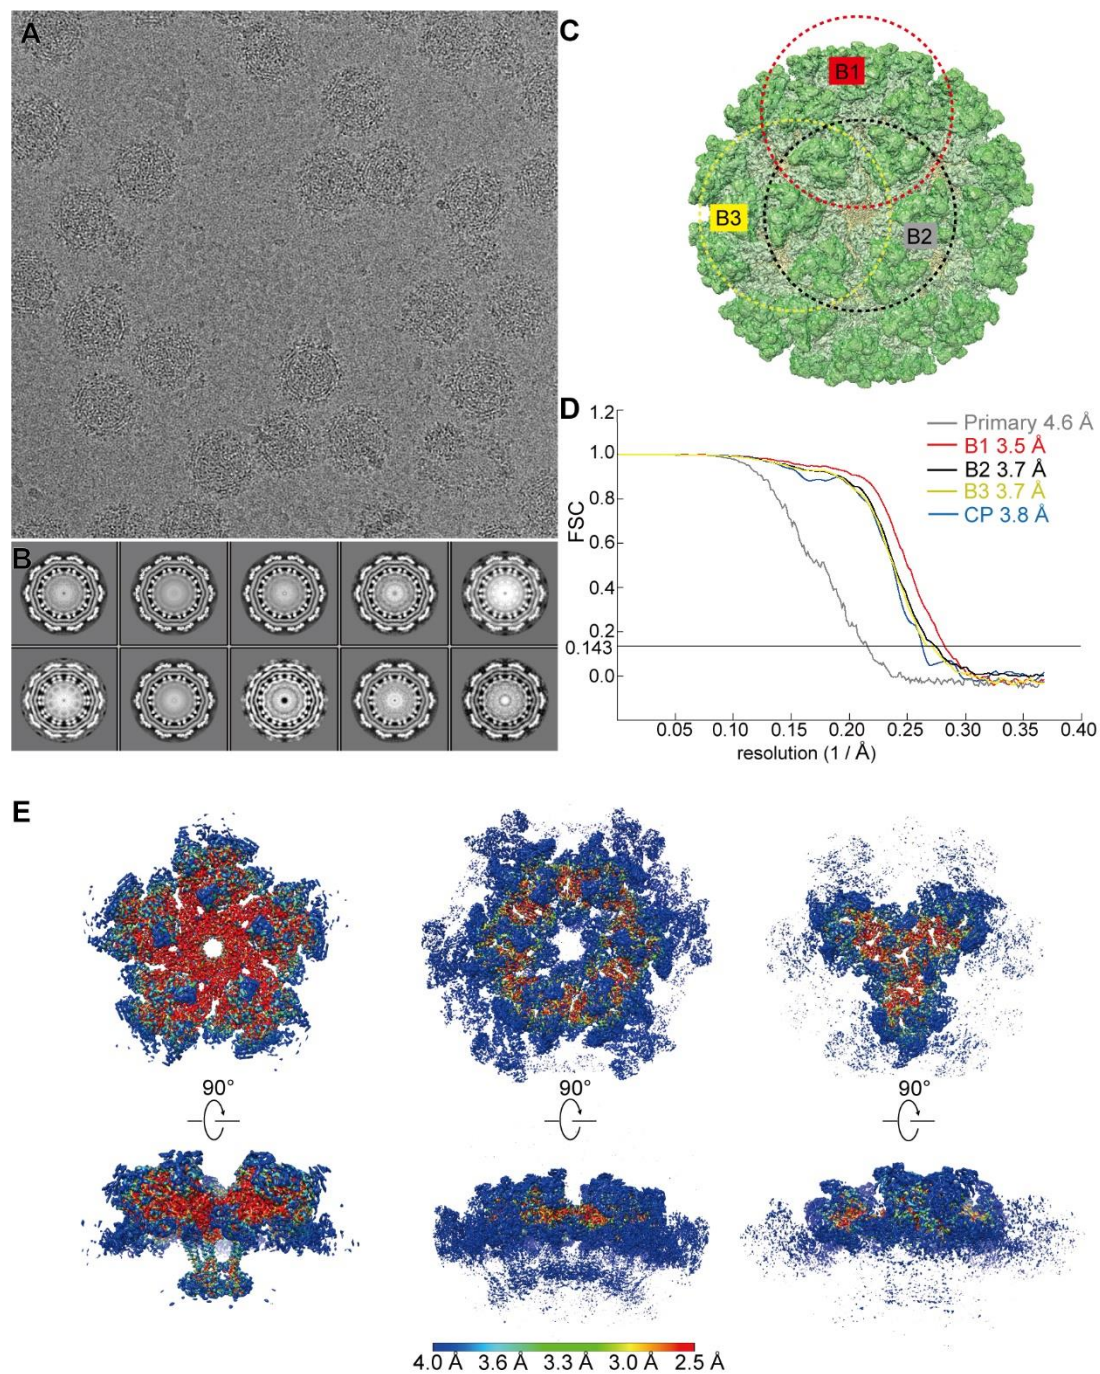 A
B
C
B1
B3
B2
D
1.2
1.0
0.8
0.6
0.4
0.2
0.143
0.0
FSC
Primary 4.6 Å
B1 3.5 Å
B2 3.7 Å
B3 3.7 Å
CP 3.8 Å
0.05 0.10 0.15 0.20 0.25 0.30 0.35 0.40
resolution (1 / Å)
E
90° 90° 90°
4.0 Å 3.6 Å 3.3 Å 3.0 Å 2.5 Å